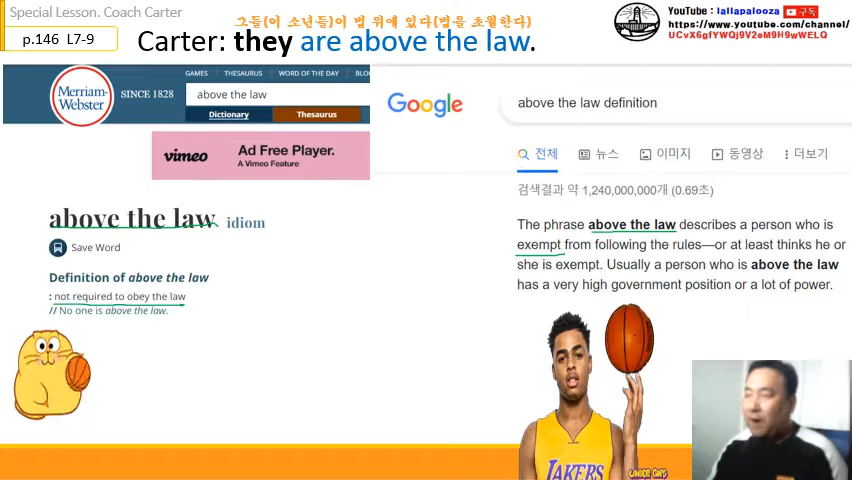 Special Lesson. Coach Carter
그들(이 소년들)이 법 위에 있다(법을 초월한다)
p.146 L7-9
Carter: they are above the law.
YouTube : lallapalooza 구독
https://www.youtube.com/channel/
UCvX6gfYWQj9V2eM9H9wWELQ
Merriam-
Webster
SINCE 1828
GAMES THESAURUS WORD OF THE DAY BLO
above the law
Dictionary Thesaurus
vimeo
Ad Free Player.
A Vimeo Feature
above the law idiom
Save Word
Definition of above the law
: not required to obey the law
// No one is above the law.
Google
above the law definition
전체 뉴스 이미지 동영상 더보기
검색결과 약 1,240,000,000개 (0.69초)
The phrase above the law describes a person who is
exempt from following the rules—or at least thinks he or
she is exempt. Usually a person who is above the law
has a very high government position or a lot of power.
LAKERS